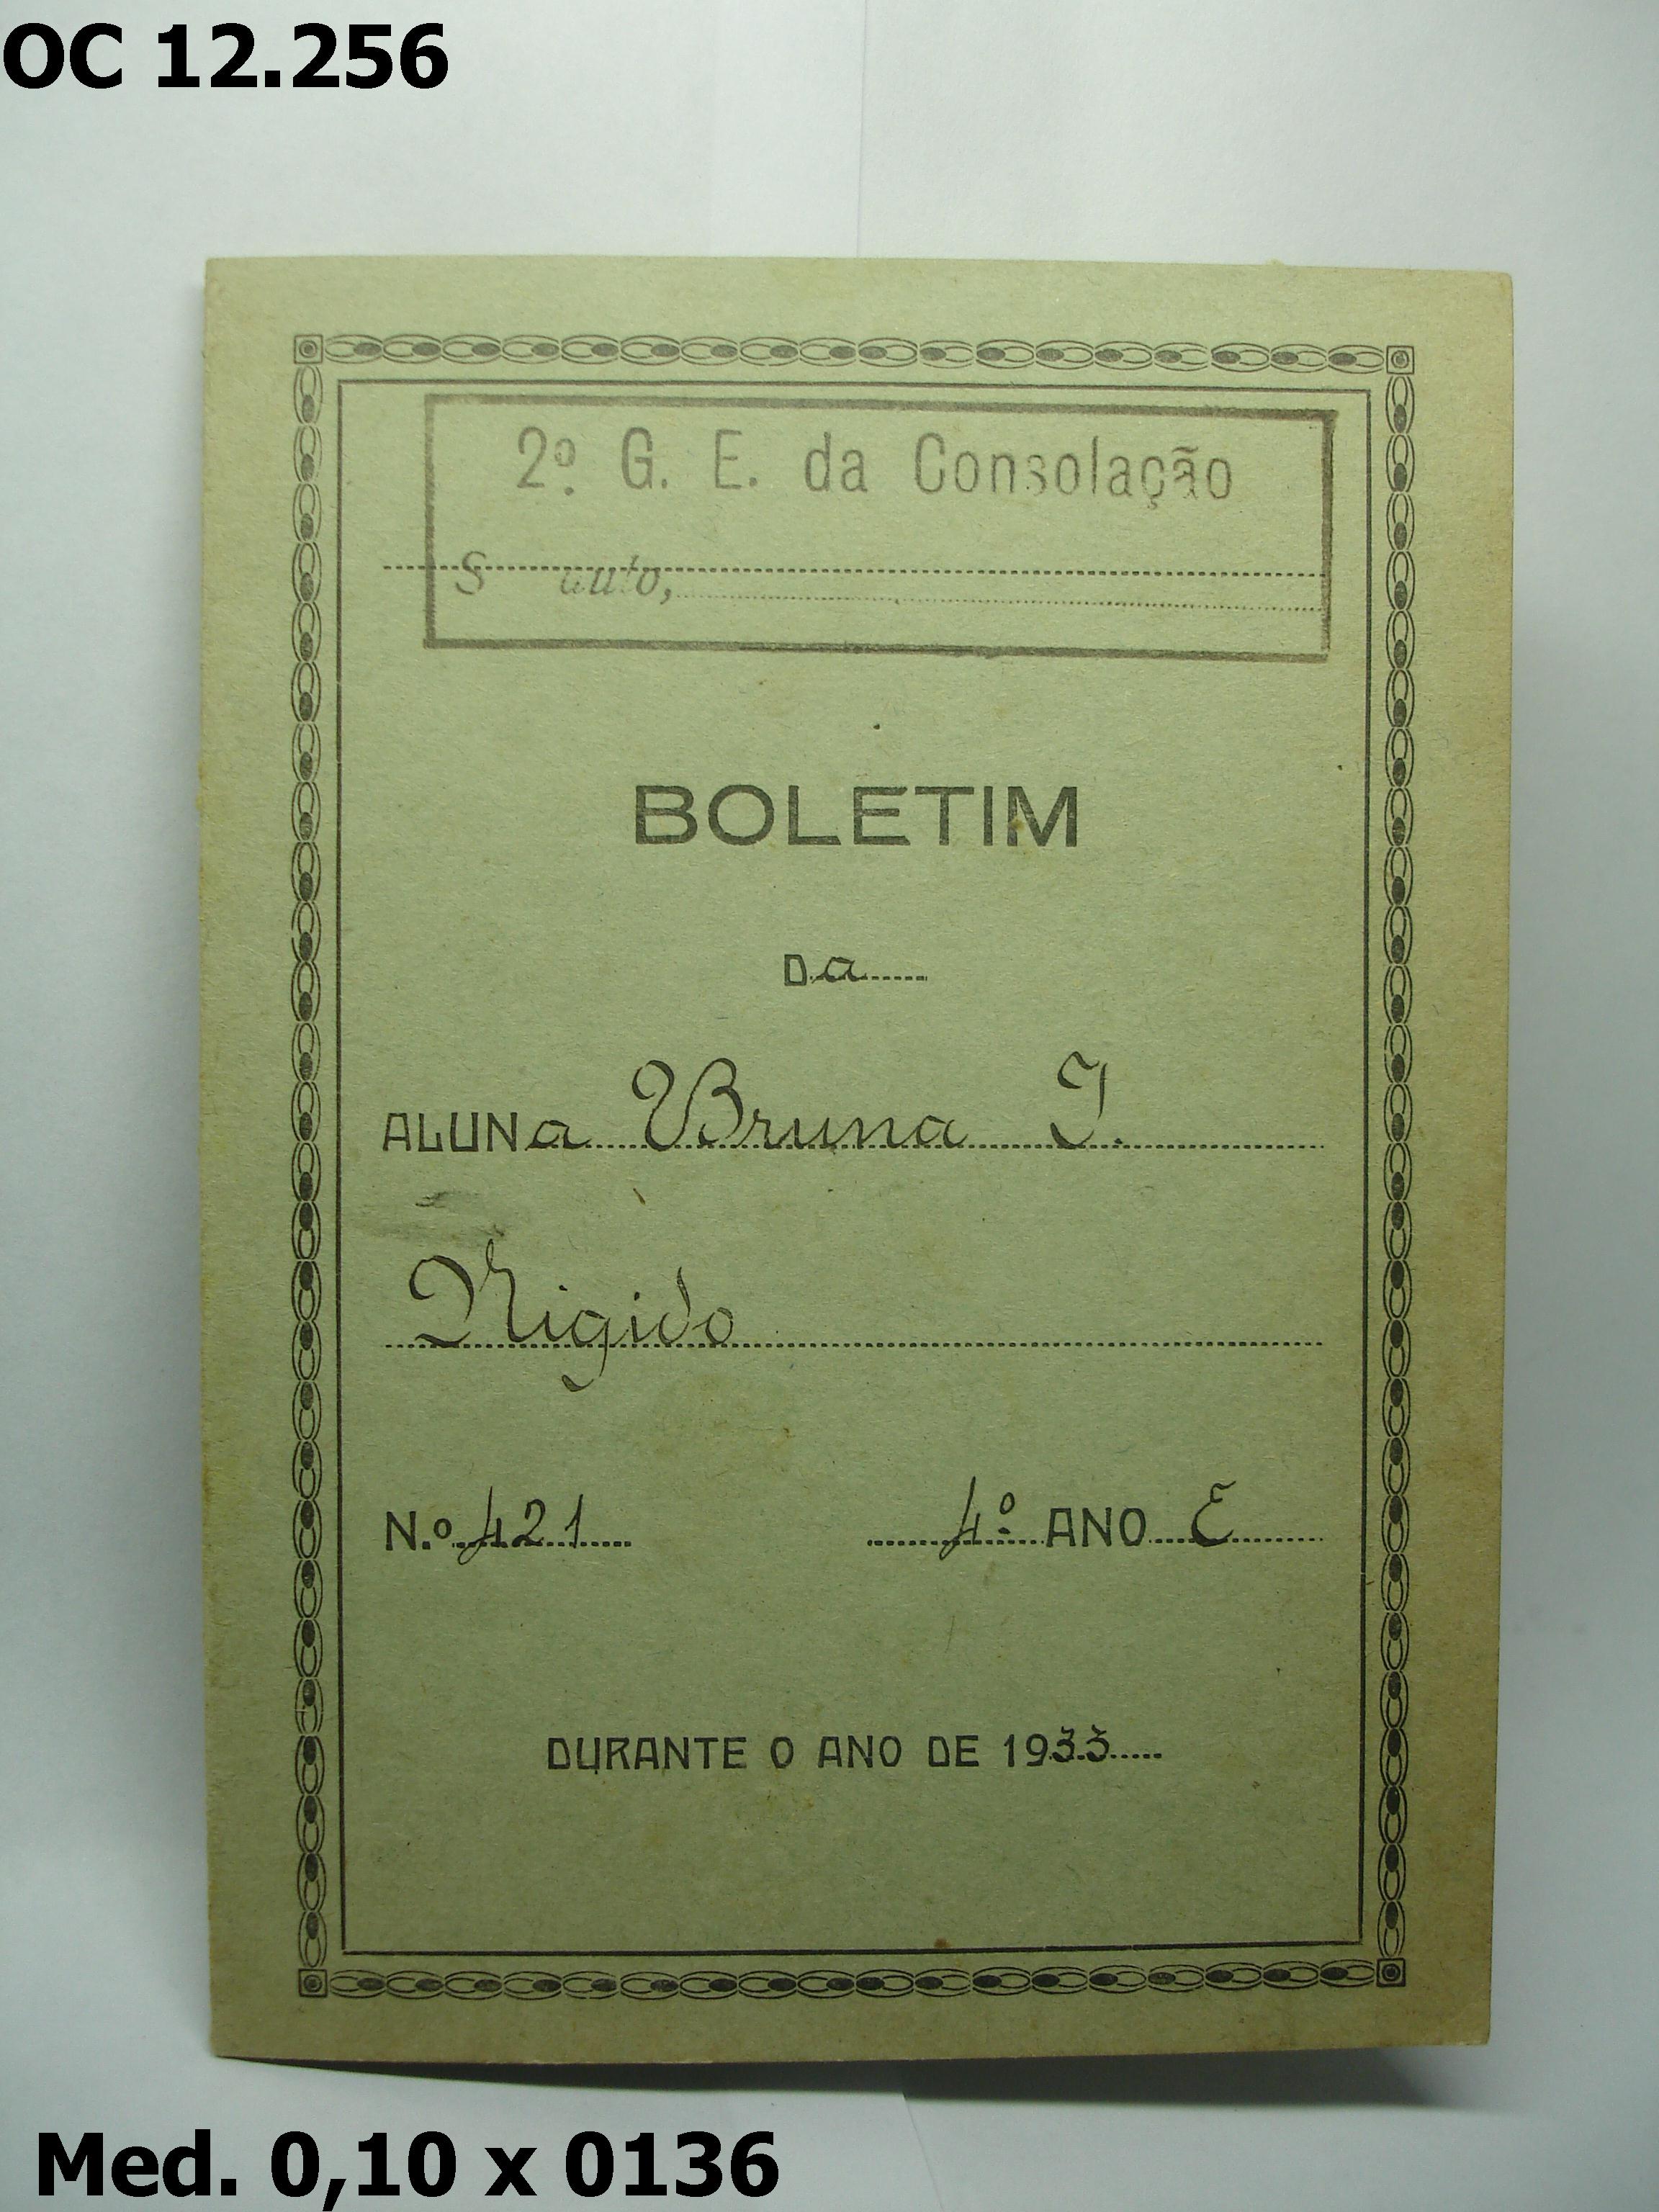 OC 12.256
2º G. E. da Consolação
BOLETIM
Da
ALUNa Bruna I.
Nigido
N.º 421 4º ANO E
DURANTE O ANO DE 1933
Med. 0,10 x 0136